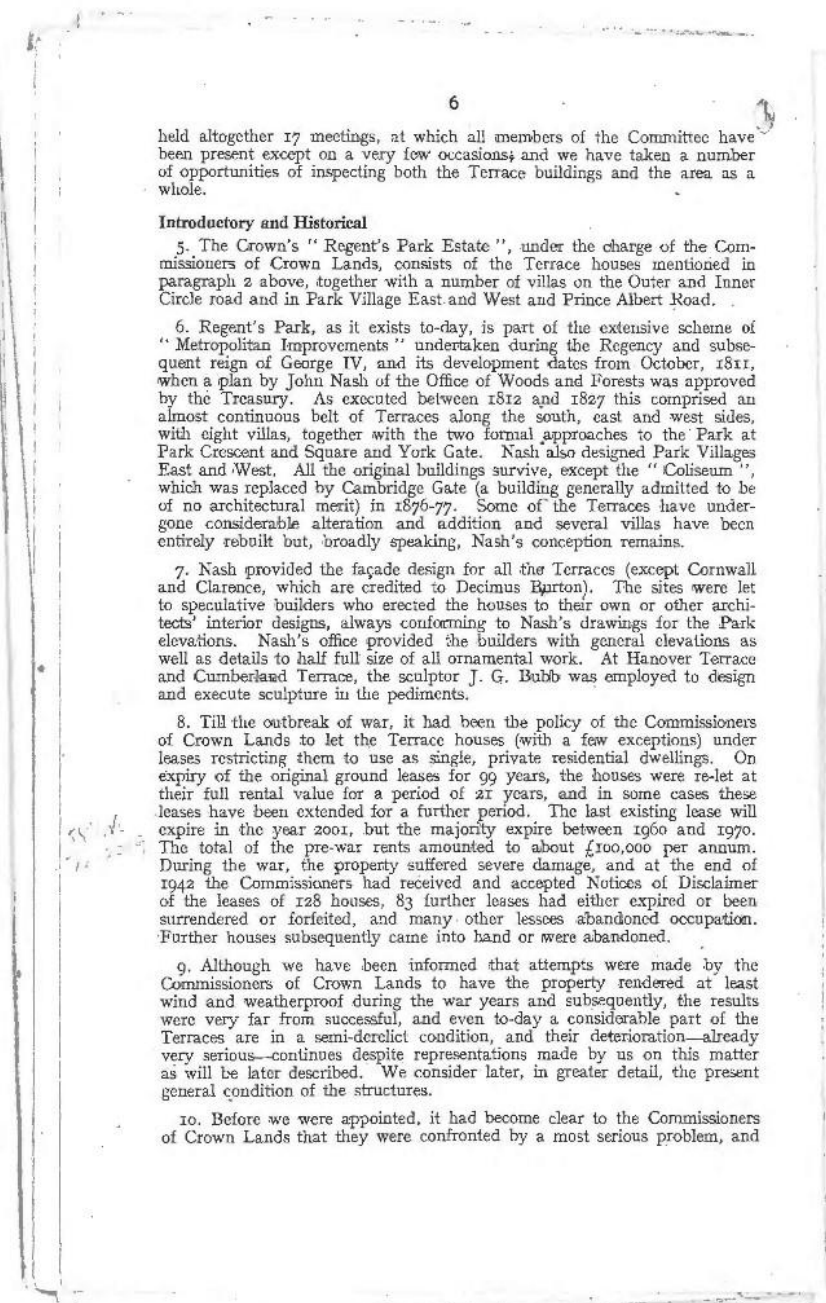 6
held altogether 17 meetings, at which all members of the Committee have
been present except on a very few occasions; and we have taken a number
of opportunities of inspecting both the Terrace buildings and the area as a
whole.
Introductory and Historical
5. The Crown's " Regent's Park Estate ", under the charge of the Com-
missioners of Crown Lands, consists of the Terrace houses mentioned in
paragraph 2 above, together with a number of villas on the Outer and Inner
Circle road and in Park Village East and West and Prince Albert Road.
6. Regent's Park, as it exists to-day, is part of the extensive scheme of
" Metropolitan Improvements " undertaken during the Regency and subse-
quent reign of George IV, and its development dates from October, 1811,
when a plan by John Nash of the Office of Woods and Forests was approved
by the Treasury. As executed between 1812 and 1827 this comprised an
almost continuous belt of Terraces along the south, east and west sides,
with eight villas, together with the two formal approaches to the Park at
Park Crescent and Square and York Gate. Nash also designed Park Villages
East and West. All the original buildings survive, except the " Coliseum ",
which was replaced by Cambridge Gate (a building generally admitted to be
of no architectural merit) in 1876-77. Some of the Terraces have under-
gone considerable alteration and addition and several villas have been
entirely rebuilt but, broadly speaking, Nash's conception remains.
7. Nash provided the façade design for all the Terraces (except Cornwall
and Clarence, which are credited to Decimus Burton). The sites were let
to speculative builders who erected the houses to their own or other archi-
tects' interior designs, always conforming to Nash's drawings for the Park
elevations. Nash's office provided the builders with general elevations as
well as details to half full size of all ornamental work. At Hanover Terrace
and Cumberland Terrace, the sculptor J. G. Bubb was employed to design
and execute sculpture in the pediments.
8. Till the outbreak of war, it had been the policy of the Commissioners
of Crown Lands to let the Terrace houses (with a few exceptions) under
leases restricting them to use as single, private residential dwellings. On
expiry of the original ground leases for 99 years, the houses were re-let at
their full rental value for a period of 21 years, and in some cases these
leases have been extended for a further period. The last existing lease will
expire in the year 2001, but the majority expire between 1960 and 1970.
The total of the pre-war rents amounted to about £100,000 per annum.
During the war, the property suffered severe damage, and at the end of
1942 the Commissioners had received and accepted Notices of Disclaimer
of the leases of 128 houses, 83 further leases had either expired or been
surrendered or forfeited, and many other lessees abandoned occupation.
Further houses subsequently came into hand or were abandoned.
9. Although we have been informed that attempts were made by the
Commissioners of Crown Lands to have the property rendered at least
wind and weatherproof during the war years and subsequently, the results
were very far from successful, and even to-day a considerable part of the
Terraces are in a semi-derelict condition, and their deterioration—already
very serious—continues despite representations made by us on this matter
as will be later described. We consider later, in greater detail, the present
general condition of the structures.
10. Before we were appointed, it had become clear to the Commissioners
of Crown Lands that they were confronted by a most serious problem, and